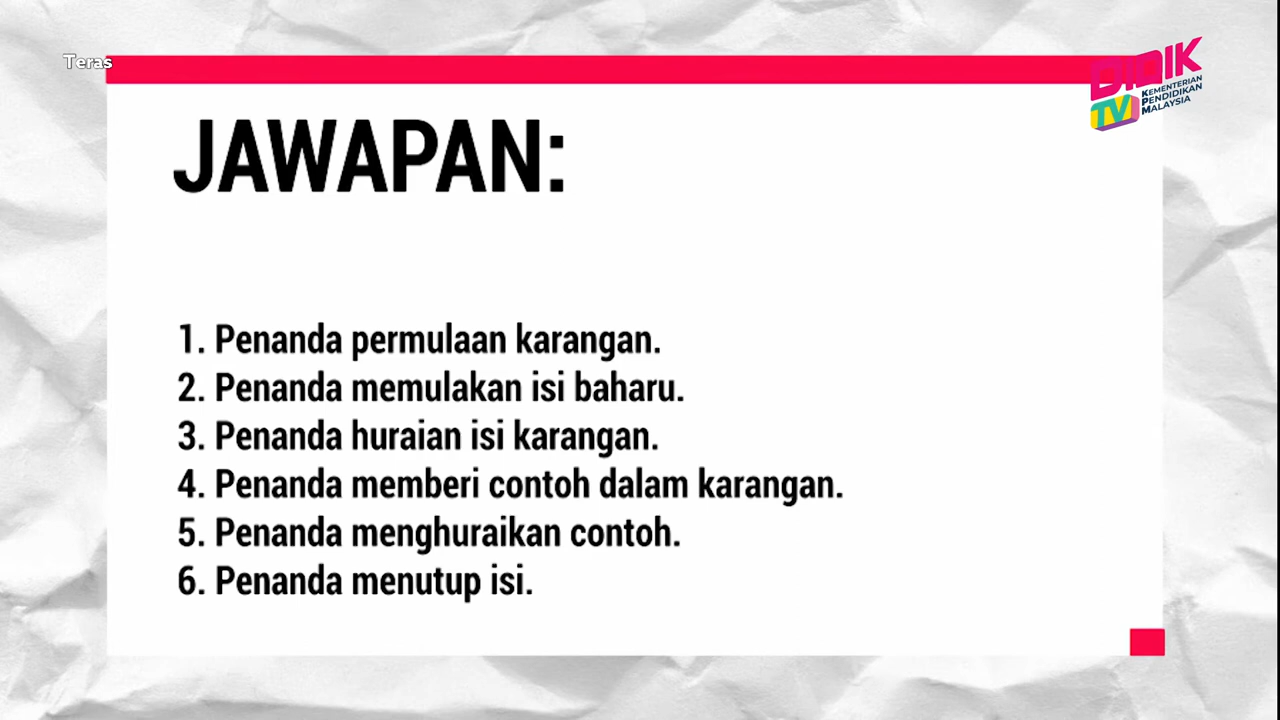 Teras
DIDIK
TV
KEMENTERIAN
PENDIDIKAN
MALAYSIA
JAWAPAN:
1. Penanda permulaan karangan.
2. Penanda memulakan isi baharu.
3. Penanda huraian isi karangan.
4. Penanda memberi contoh dalam karangan.
5. Penanda menghuraikan contoh.
6. Penanda menutup isi.